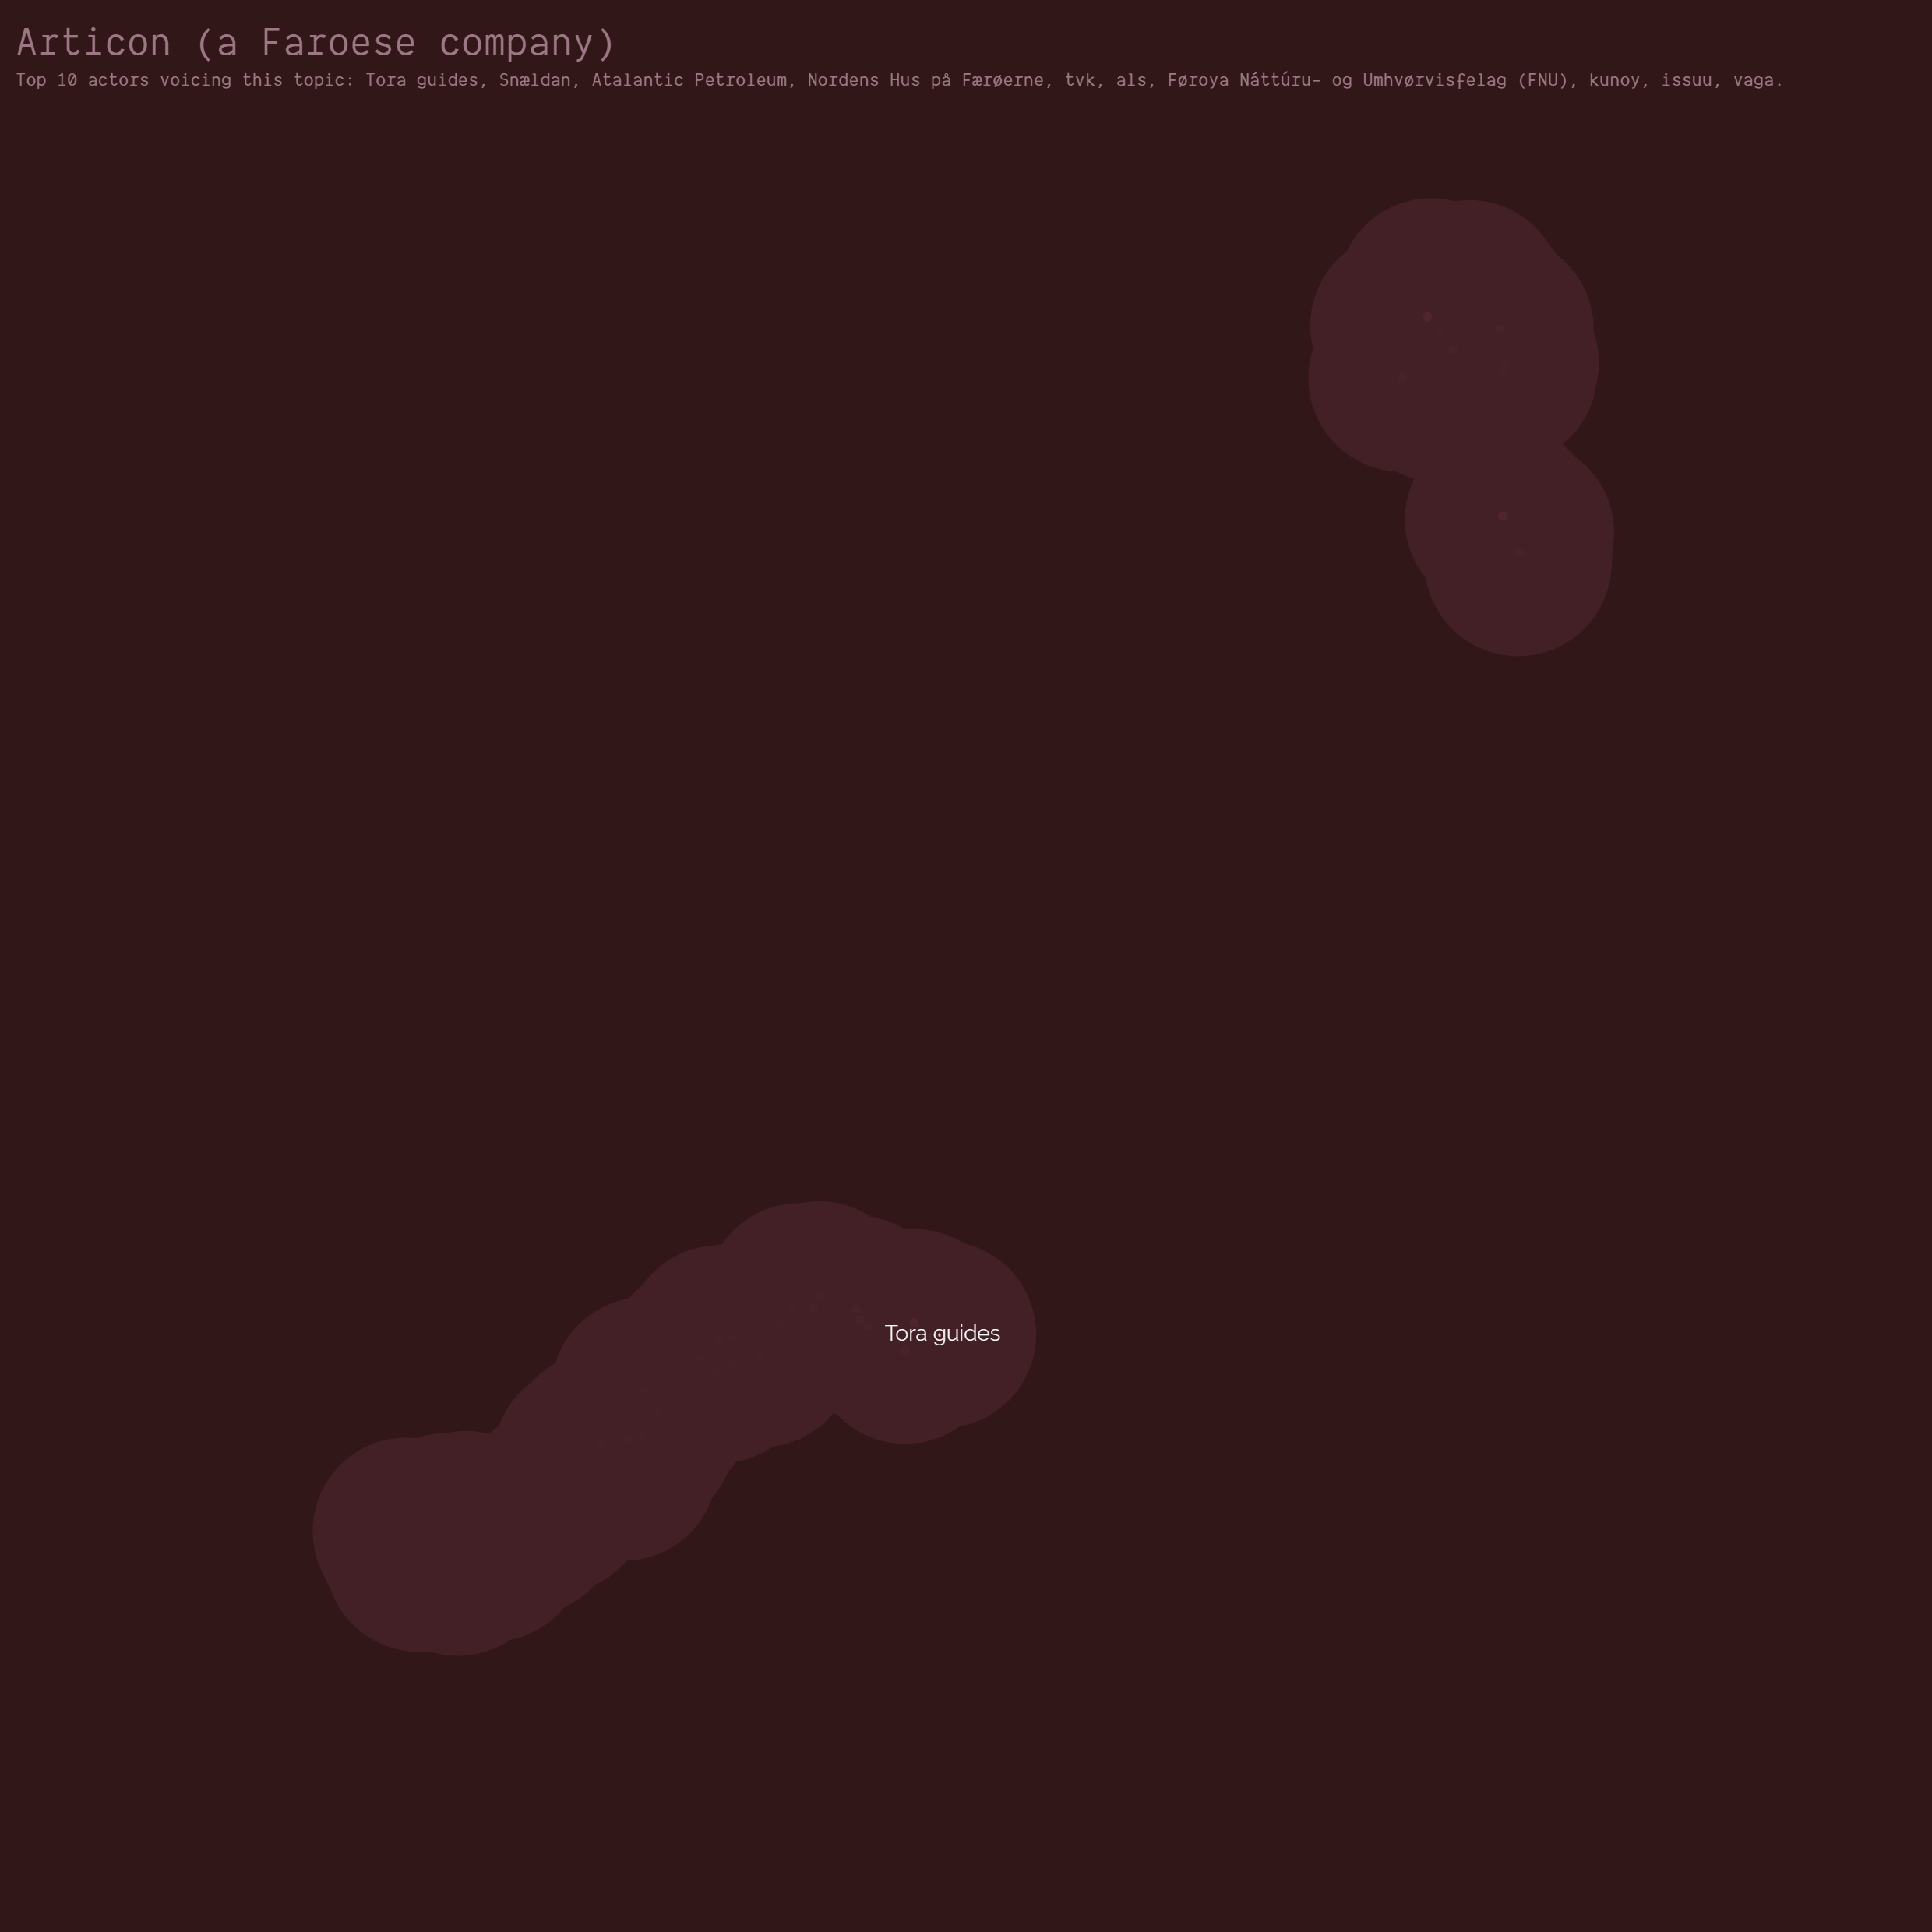 Articon (a Faroese company)
Top 10 actors voicing this topic: Tora guides, Snældan, Atalantic Petroleum, Nordens Hus på Færøerne, tvk, als, Føroya Náttúru- og Umhvørvisfelag (FNU), kunoy, issuu, vaga.
Tora guides